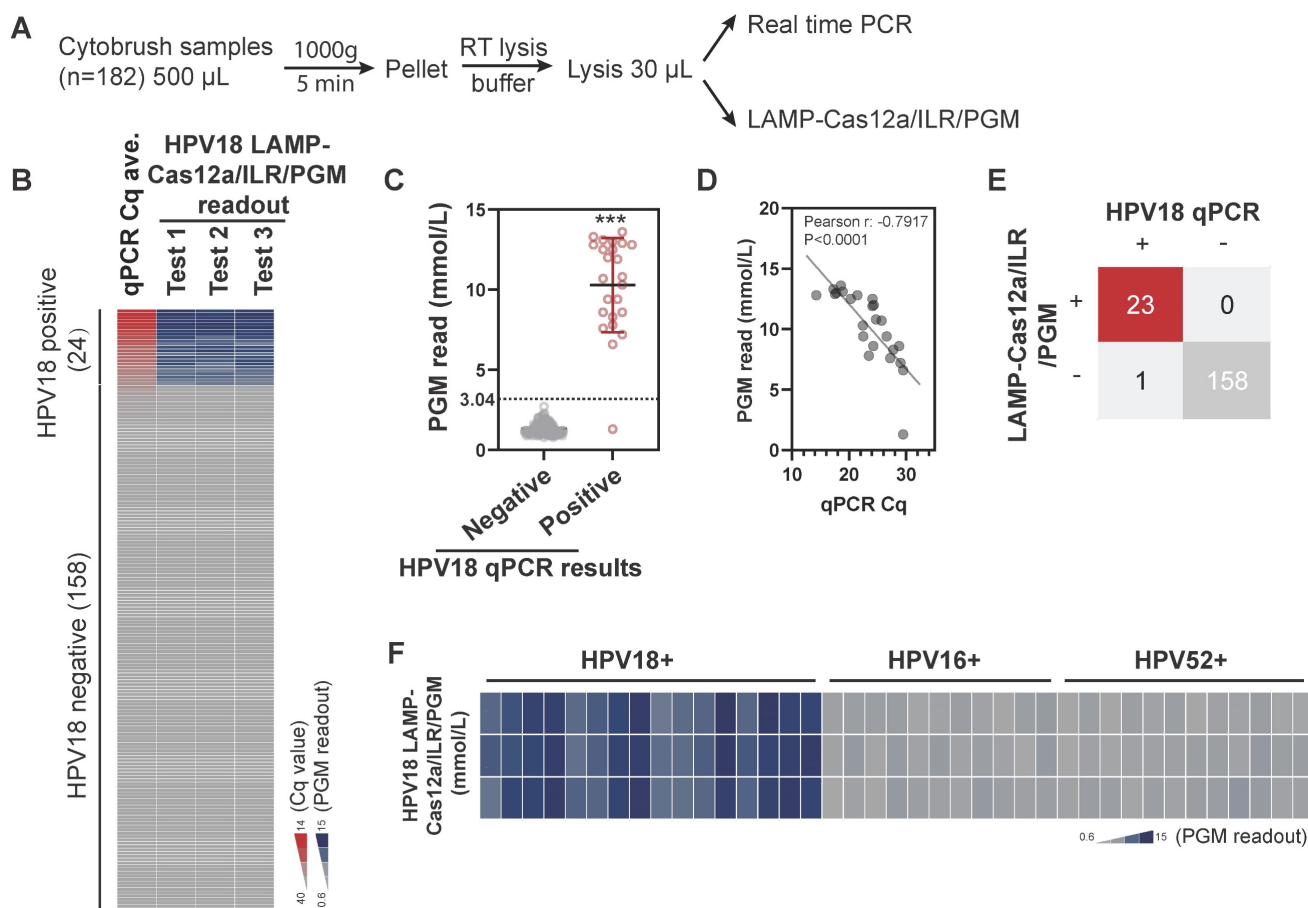 A
Cytobrush samples
(n=182) 500 µL
1000g
5 min
Pellet
RT lysis
buffer
Lysis 30 µL
Real time PCR
LAMP-Cas12a/ILR/PGM
B
qPCR Cq ave.
HPV18 LAMP-
Cas12a/ILR/PGM
readout
Test 1
Test 2
Test 3
HPV18 positive
(24)
HPV18 negative (158)
14
(Cq value)
40
15
(PGM readout)
0.6
C
PGM read (mmol/L)
15
10
5
3.04
0
***
Negative
Positive
HPV18 qPCR results
D
PGM read (mmol/L)
20
15
10
5
0
Pearson r: -0.7917
P<0.0001
10
20
30
qPCR Cq
E
HPV18 qPCR
+
-
LAMP-Cas12a/ILR
/PGM
+
23
0
-
1
158
F
HPV18+
HPV16+
HPV52+
HPV18 LAMP-
Cas12a/ILR/PGM
(mmol/L)
0.6
15
(PGM readout)